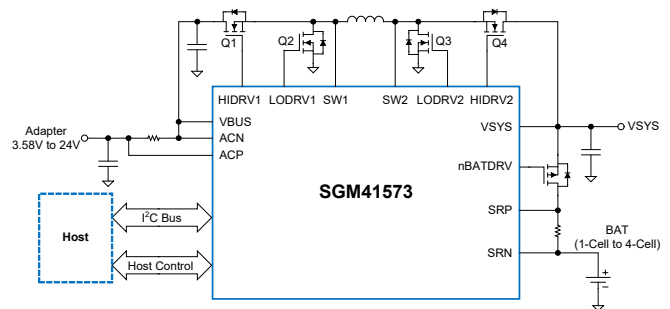 Q1
Q2
Q3
Q4
HIDRV1
LODRV1
SW1
SW2
LODRV2
HIDRV2
VBUS
ACN
ACP
Adapter
3.58V to 24V
VSYS
VSYS
nBATDRV
SGM41573
SRP
SRN
BAT
(1-Cell to 4-Cell)
+
−
Host
I²C Bus
Host Control